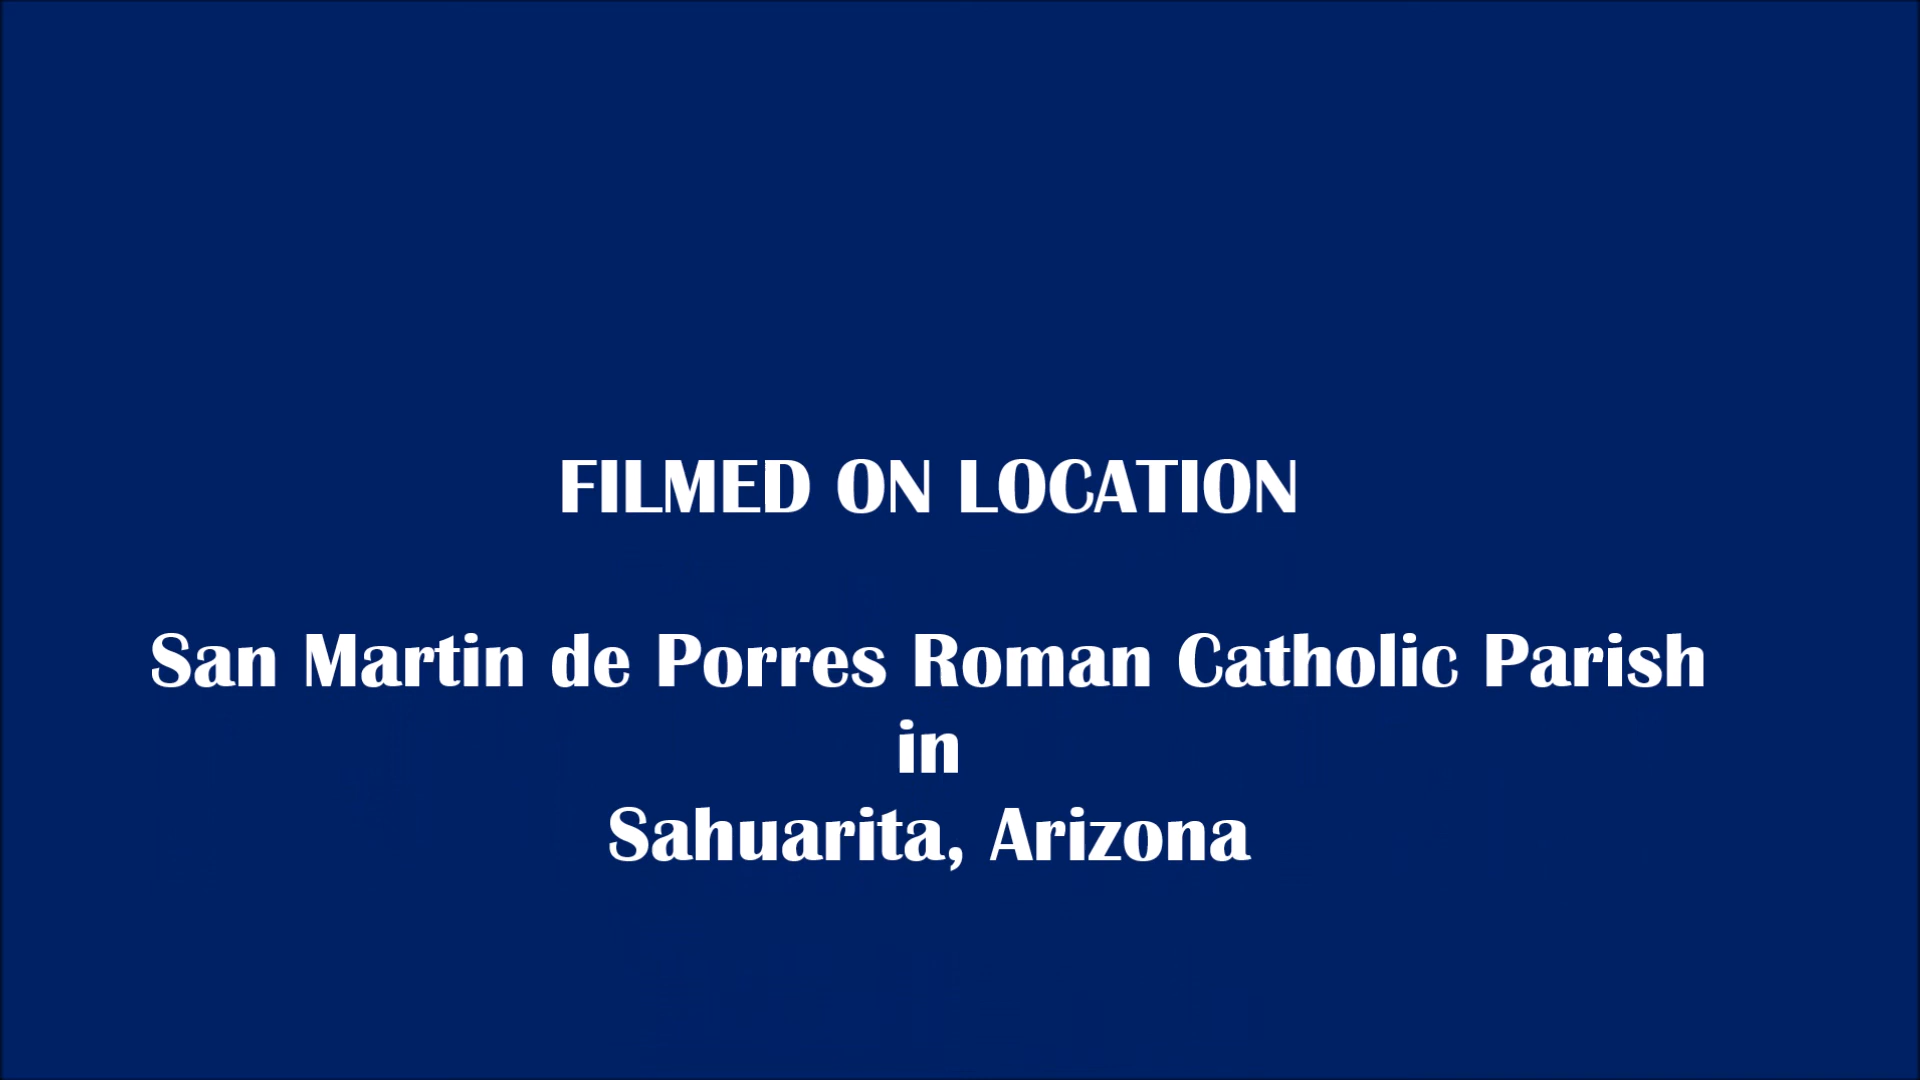 FILMED ON LOCATION
San Martin de Porres Roman Catholic Parish
in
Sahuarita, Arizona